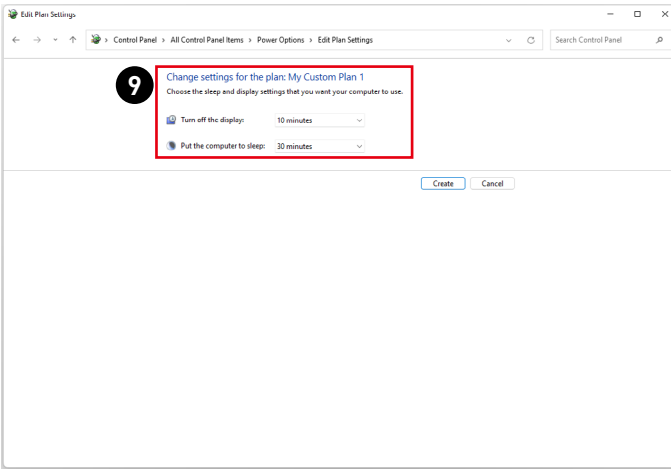 Edit Plan Settings
Control Panel > All Control Panel Items > Power Options > Edit Plan Settings
Search Control Panel
9
Change settings for the plan: My Custom Plan 1
Choose the sleep and display settings that you want your computer to use.
Turn off the display: 10 minutes
Put the computer to sleep: 30 minutes
Create Cancel